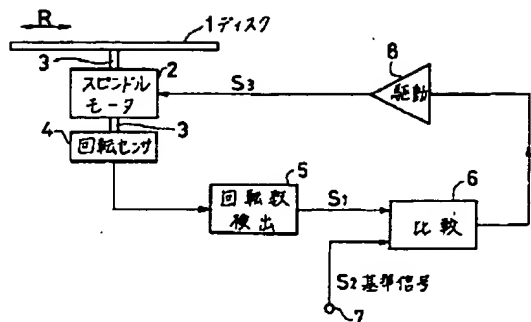 R
1 ディスク
3
2
スピンドル
モータ
3
4
回転センサ
S3
8
駆動
5
回転数
検出
S1
6
比較
S2 基準信号
7